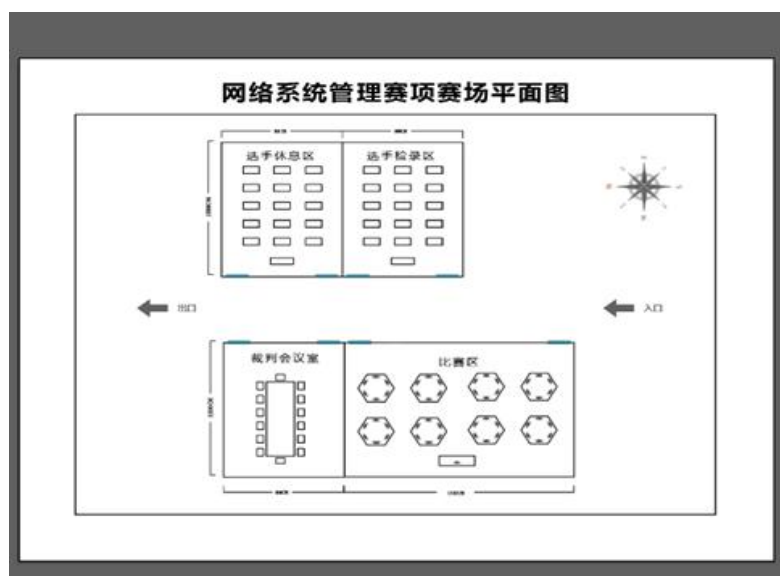 网络系统管理赛项赛场平面图
选手休息区
选手检录区
出口
入口
裁判会议室
比赛区